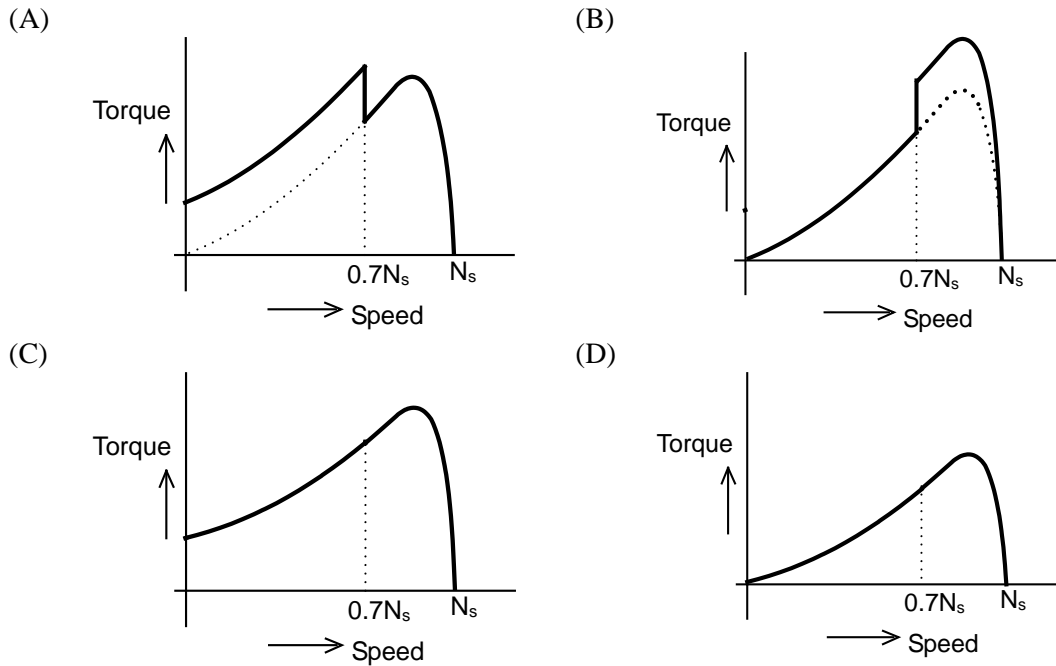 (A)
(B)
Torque
Torque
0.7Nₛ
Nₛ
Speed
0.7Nₛ
Nₛ
Speed
(C)
(D)
Torque
Torque
0.7Nₛ
Nₛ
Speed
0.7Nₛ
Nₛ
Speed